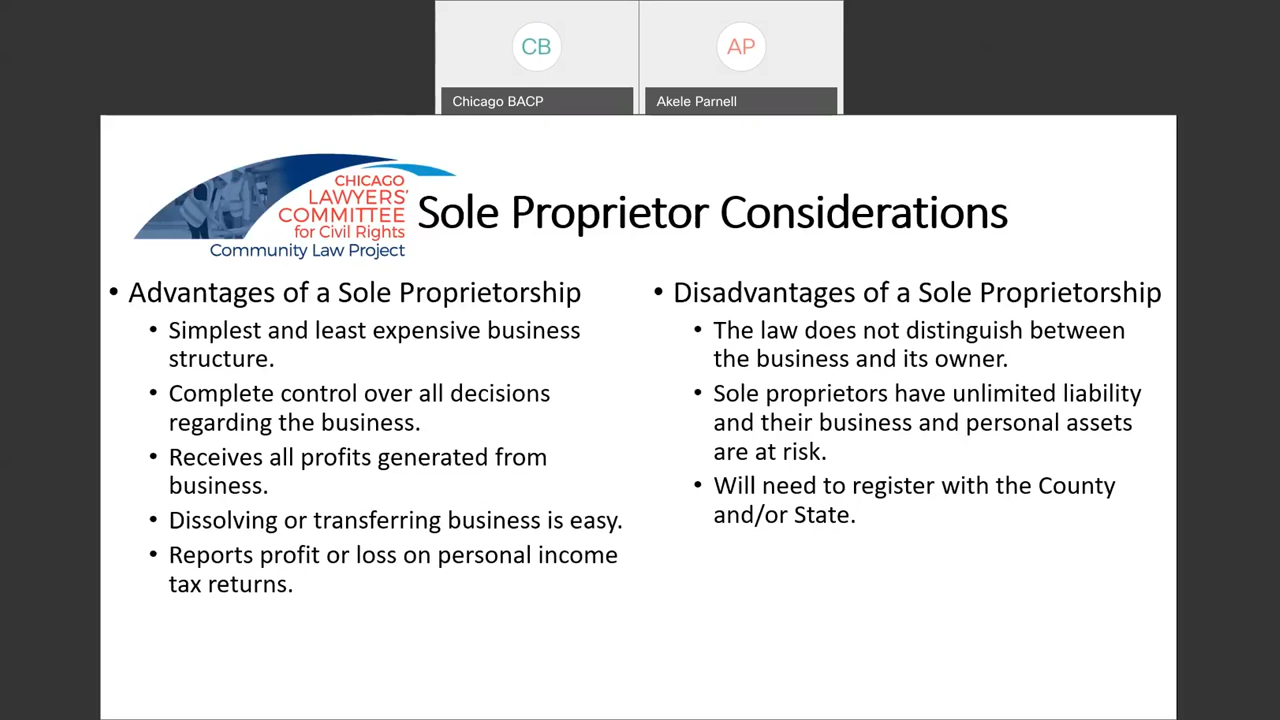 CB
AP
Chicago BACP
Akele Parnell
CHICAGO
LAWYERS'
COMMITTEE
for Civil Rights
Community Law Project
Sole Proprietor Considerations
• Advantages of a Sole Proprietorship
• Simplest and least expensive business
structure.
• Complete control over all decisions
regarding the business.
• Receives all profits generated from
business.
• Dissolving or transferring business is easy.
• Reports profit or loss on personal income
tax returns.
• Disadvantages of a Sole Proprietorship
• The law does not distinguish between
the business and its owner.
• Sole proprietors have unlimited liability
and their business and personal assets
are at risk.
• Will need to register with the County
and/or State.